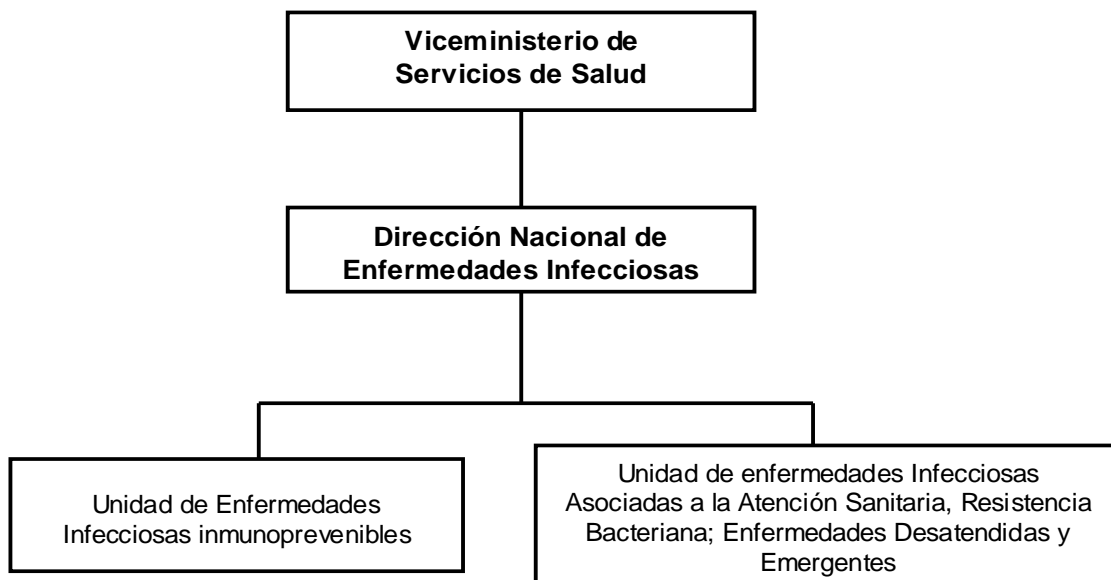 Viceministerio de
Servicios de Salud
Dirección Nacional de
Enfermedades Infecciosas
Unidad de Enfermedades
Infecciosas inmunoprevenibles
Unidad de enfermedades Infecciosas
Asociadas a la Atención Sanitaria, Resistencia
Bacteriana; Enfermedades Desatendidas y
Emergentes